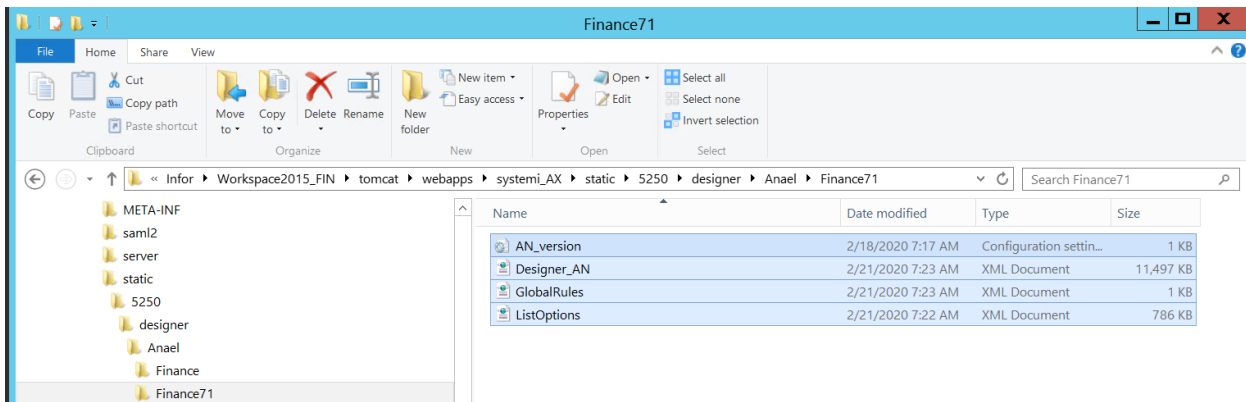 Finance71
File Home Share View
Copy
Paste
Cut
Copy path
Paste shortcut
Clipboard
Move to
Copy to
Delete
Rename
Organize
New folder
New item
Easy access
New
Properties
Open
Edit
Open
Select all
Select none
Invert selection
Select
« Infor Workspace2015_FIN tomcat webapps systemi_AX static 5250 designer Anael Finance71
Search Finance71
META-INF
saml2
server
static
5250
designer
Anael
Finance
Finance71
Name Date modified Type Size
AN_version 2/18/2020 7:17 AM Configuration settin... 1 KB
Designer_AN 2/21/2020 7:23 AM XML Document 11,497 KB
GlobalRules 2/21/2020 7:23 AM XML Document 1 KB
ListOptions 2/21/2020 7:22 AM XML Document 786 KB